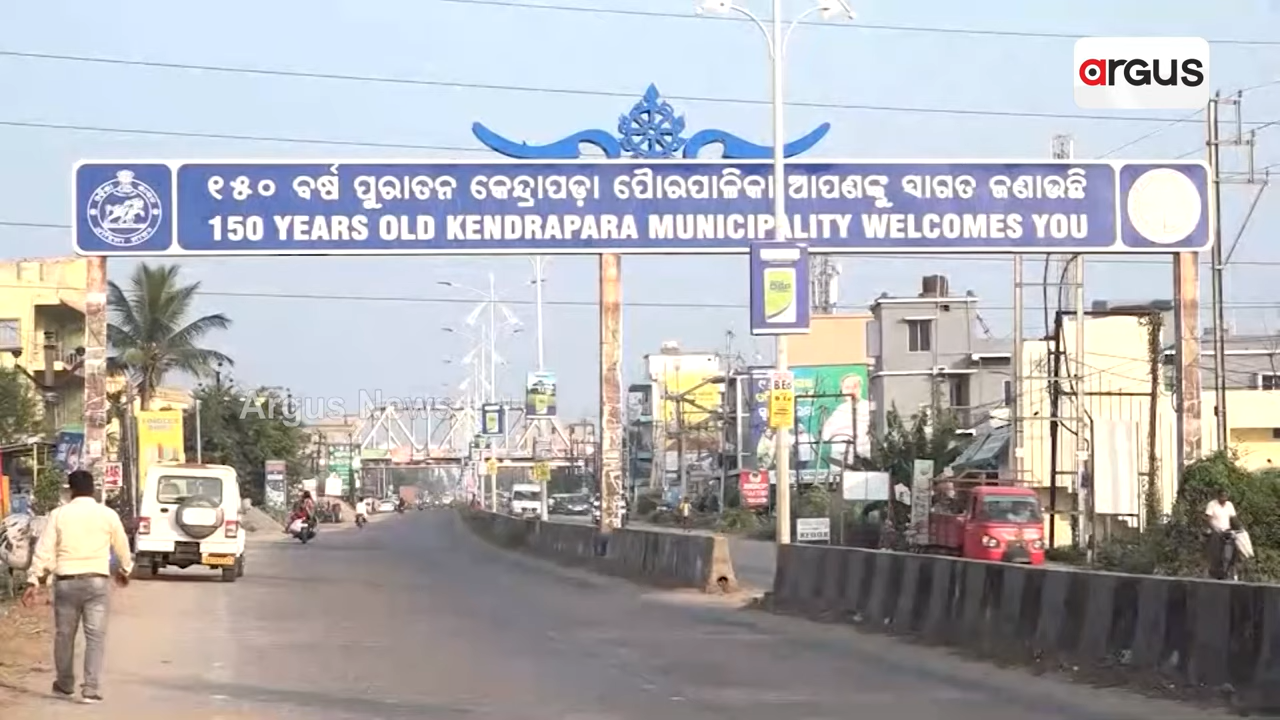 argus
୧୫୦ ବର୍ଷ ପୁରାତନ କେନ୍ଦ୍ରାପଡ଼ା ପୌରପାଳିକା ଆପଣଙ୍କୁ ସ୍ୱାଗତ ଜଣାଉଛି
150 YEARS OLD KENDRAPARA MUNICIPALITY WELCOMES YOU
B.Ed
Argus News